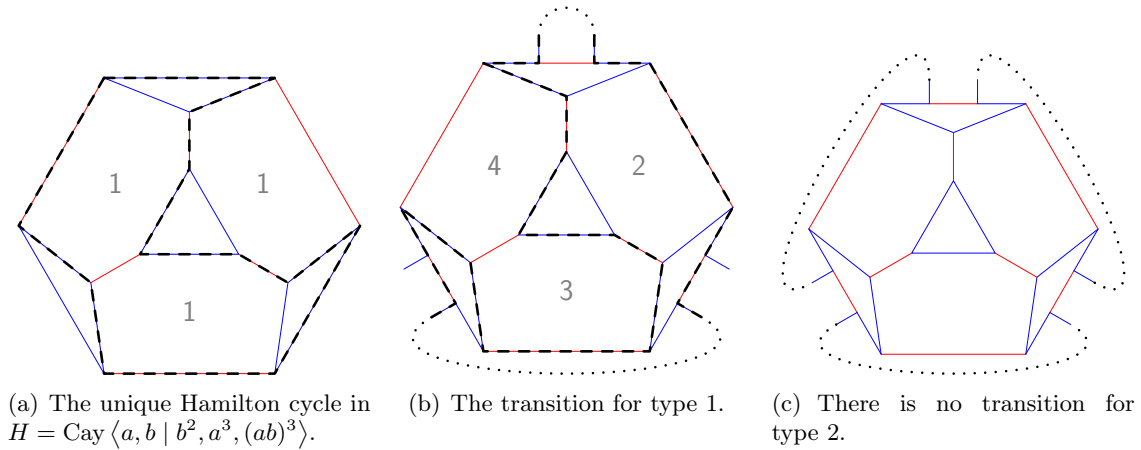 1 1
1
4 2
3
(a) The unique Hamilton cycle in
H = Cay ⟨a, b | b², a³, (ab)³⟩.
(b) The transition for type 1.
(c) There is no transition for
type 2.